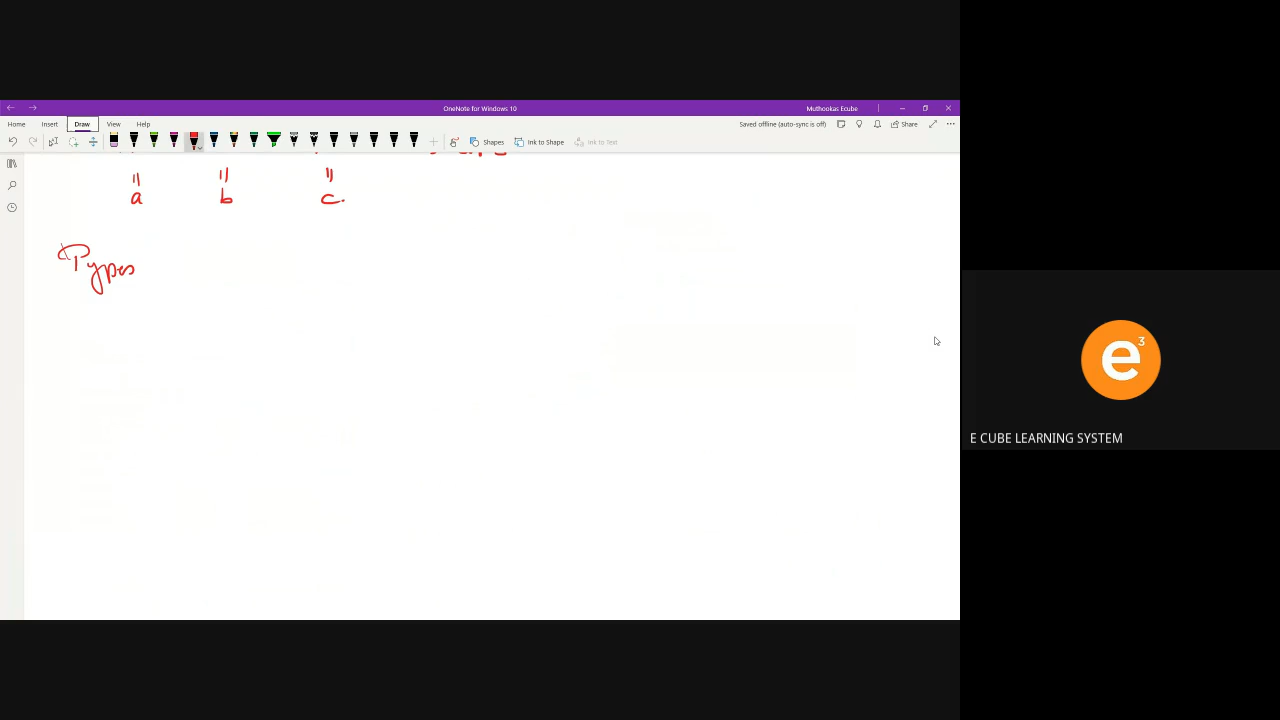 OneNote for Windows 10
Muthookas Ecube
Home Insert Draw View Help
Saved offline (auto-sync is off)
Share
Shapes
Ink to Shape
Ink to Text
a b c.
Types
e3
E CUBE LEARNING SYSTEM